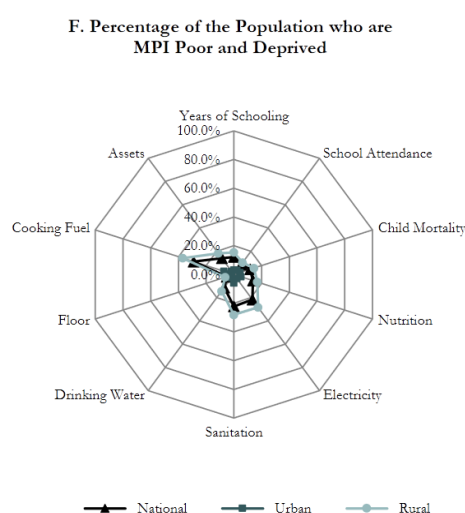 F. Percentage of the Population who are
MPI Poor and Deprived
Years of Schooling
100.0%
Assets
School Attendance
80.0%
60.0%
40.0%
Cooking Fuel
Child Mortality
20.0%
0.0%
Floor
Nutrition
Drinking Water
Electricity
Sanitation
National
Urban
Rural